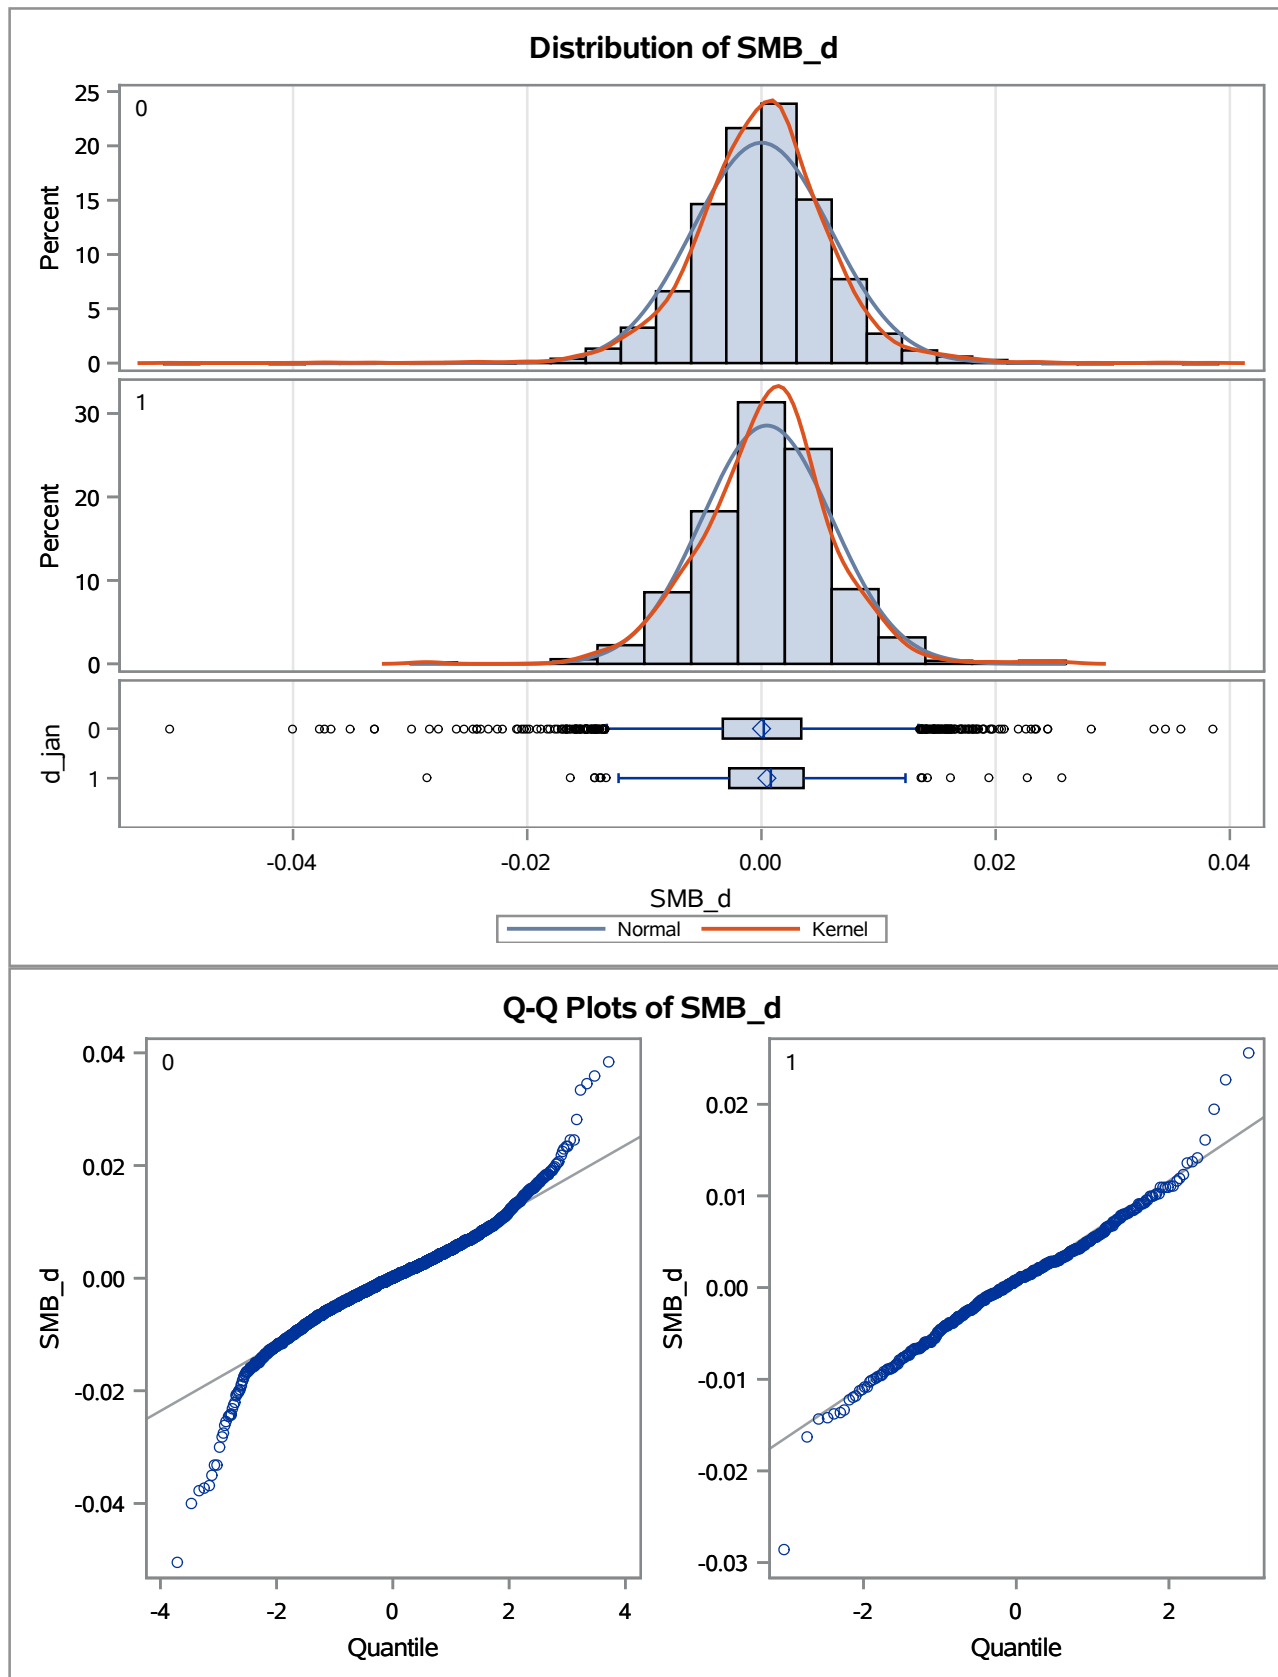 Distribution of SMB_d
0
25
20
15
10
5
0
Percent
1
30
20
10
0
Percent
0
1
d_jan
-0.04 -0.02 0.00 0.02 0.04
SMB_d
Normal Kernel
Q-Q Plots of SMB_d
0
0.04
0.02
0.00
-0.02
-0.04
SMB_d
-4 -2 0 2 4
Quantile
1
0.02
0.01
0.00
-0.01
-0.02
-0.03
SMB_d
-2 0 2
Quantile